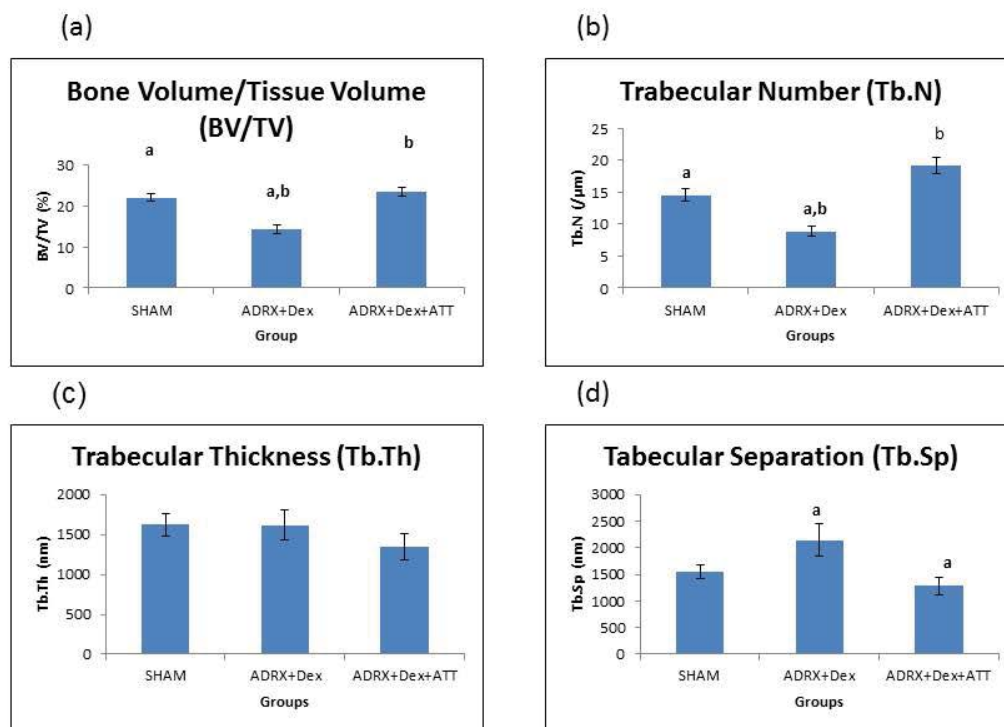 (a)
Bone Volume/Tissue Volume
(BV/TV)
a
b
a,b
30
20
10
0
BV/TV (%)
SHAM
ADRX+Dex
ADRX+Dex+ATT
Group
(b)
Trabecular Number (Tb.N)
25
20
15
10
5
0
Tb.N (/µm)
a
a,b
b
SHAM
ADRX+Dex
ADRX+Dex+ATT
Groups
(c)
Trabecular Thickness (Tb.Th)
2000
1500
1000
500
0
Tb.Th (nm)
SHAM
ADRX+Dex
ADRX+Dex+ATT
Groups
(d)
Tabecular Separation (Tb.Sp)
3000
2500
2000
1500
1000
500
0
Tb.Sp (nm)
a
a
SHAM
ADRX+Dex
ADRX+Dex+ATT
Groups